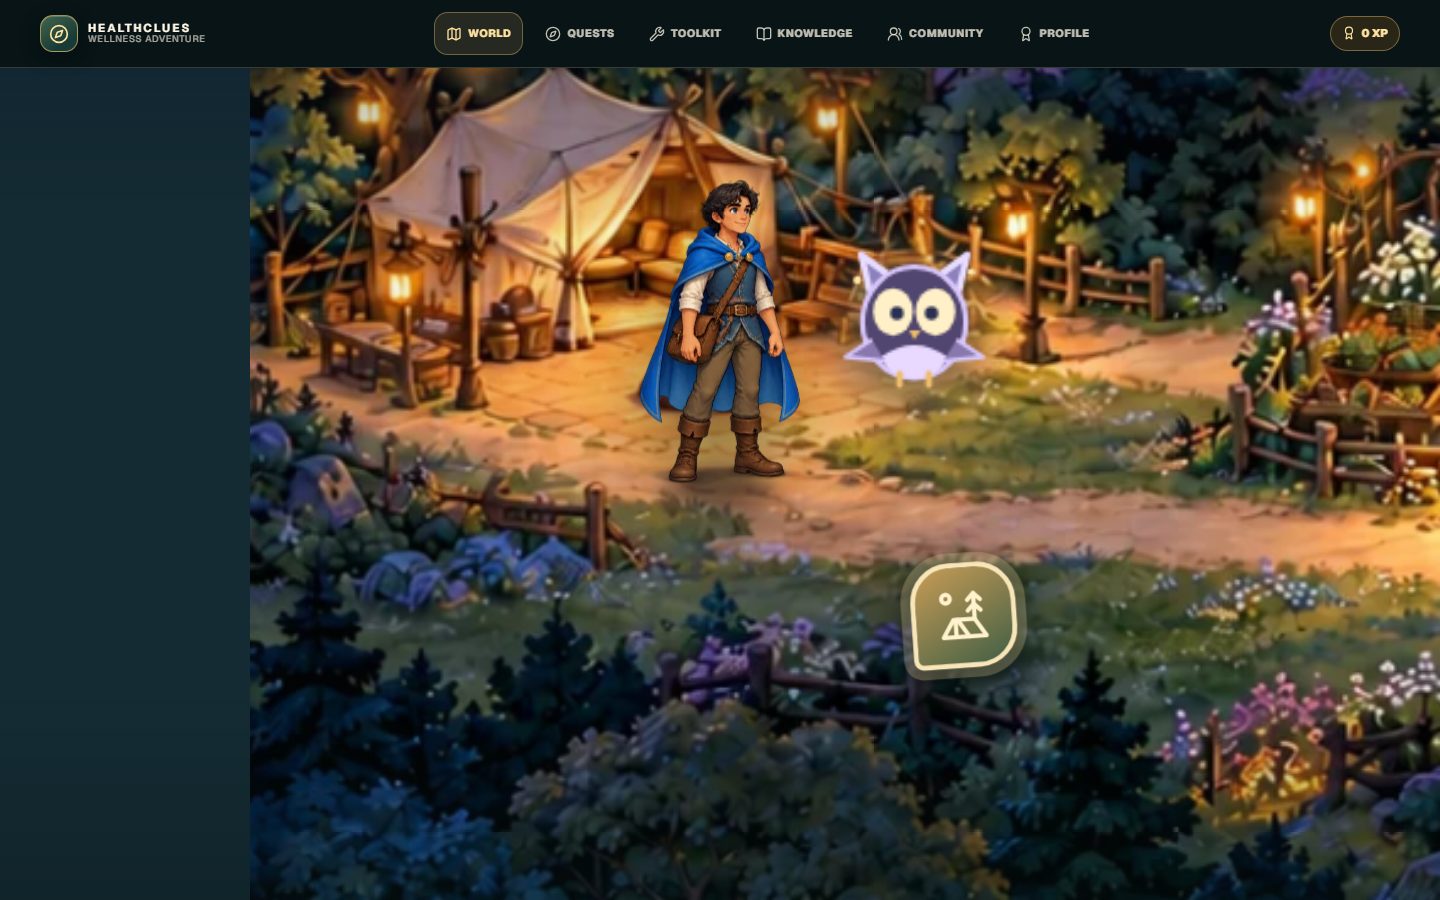 HEALTHCLUES
WELLNESS ADVENTURE
WORLD
QUESTS
TOOLKIT
KNOWLEDGE
COMMUNITY
PROFILE
0 XP